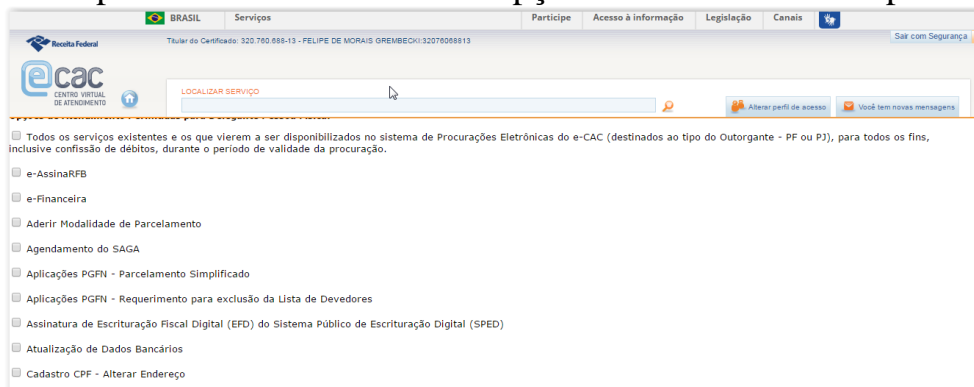 BRASIL Serviços Participe Acesso à informação Legislação Canais
Receita Federal
Titular do Certificado: 320.760.688-13 - FELIPE DE MORAIS GREMBECKI:32076068813
Sair com Segurança
eCAC
CENTRO VIRTUAL
DE ATENDIMENTO
LOCALIZAR SERVIÇO
Alterar perfil de acesso
Você tem novas mensagens
Todos os serviços existentes e os que vierem a ser disponibilizados no sistema de Procurações Eletrônicas do e-CAC (destinados ao tipo do Outorgante - PF ou PJ), para todos os fins,
inclusive confissão de débitos, durante o período de validade da procuração.
e-AssinaRFB
e-Financeira
Aderir Modalidade de Parcelamento
Agendamento do SAGA
Aplicações PGFN - Parcelamento Simplificado
Aplicações PGFN - Requerimento para exclusão da Lista de Devedores
Assinatura de Escrituração Fiscal Digital (EFD) do Sistema Público de Escrituração Digital (SPED)
Atualização de Dados Bancários
Cadastro CPF - Alterar Endereço